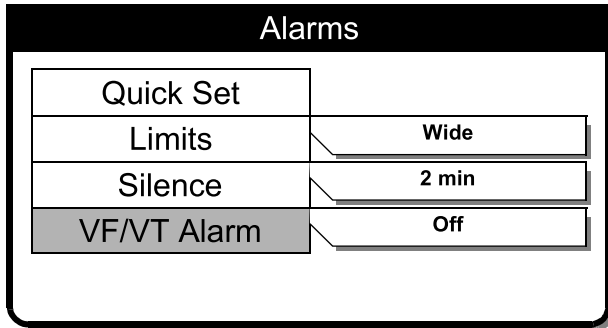 Alarms
Quick Set
Limits Wide
Silence 2 min
VF/VT Alarm Off